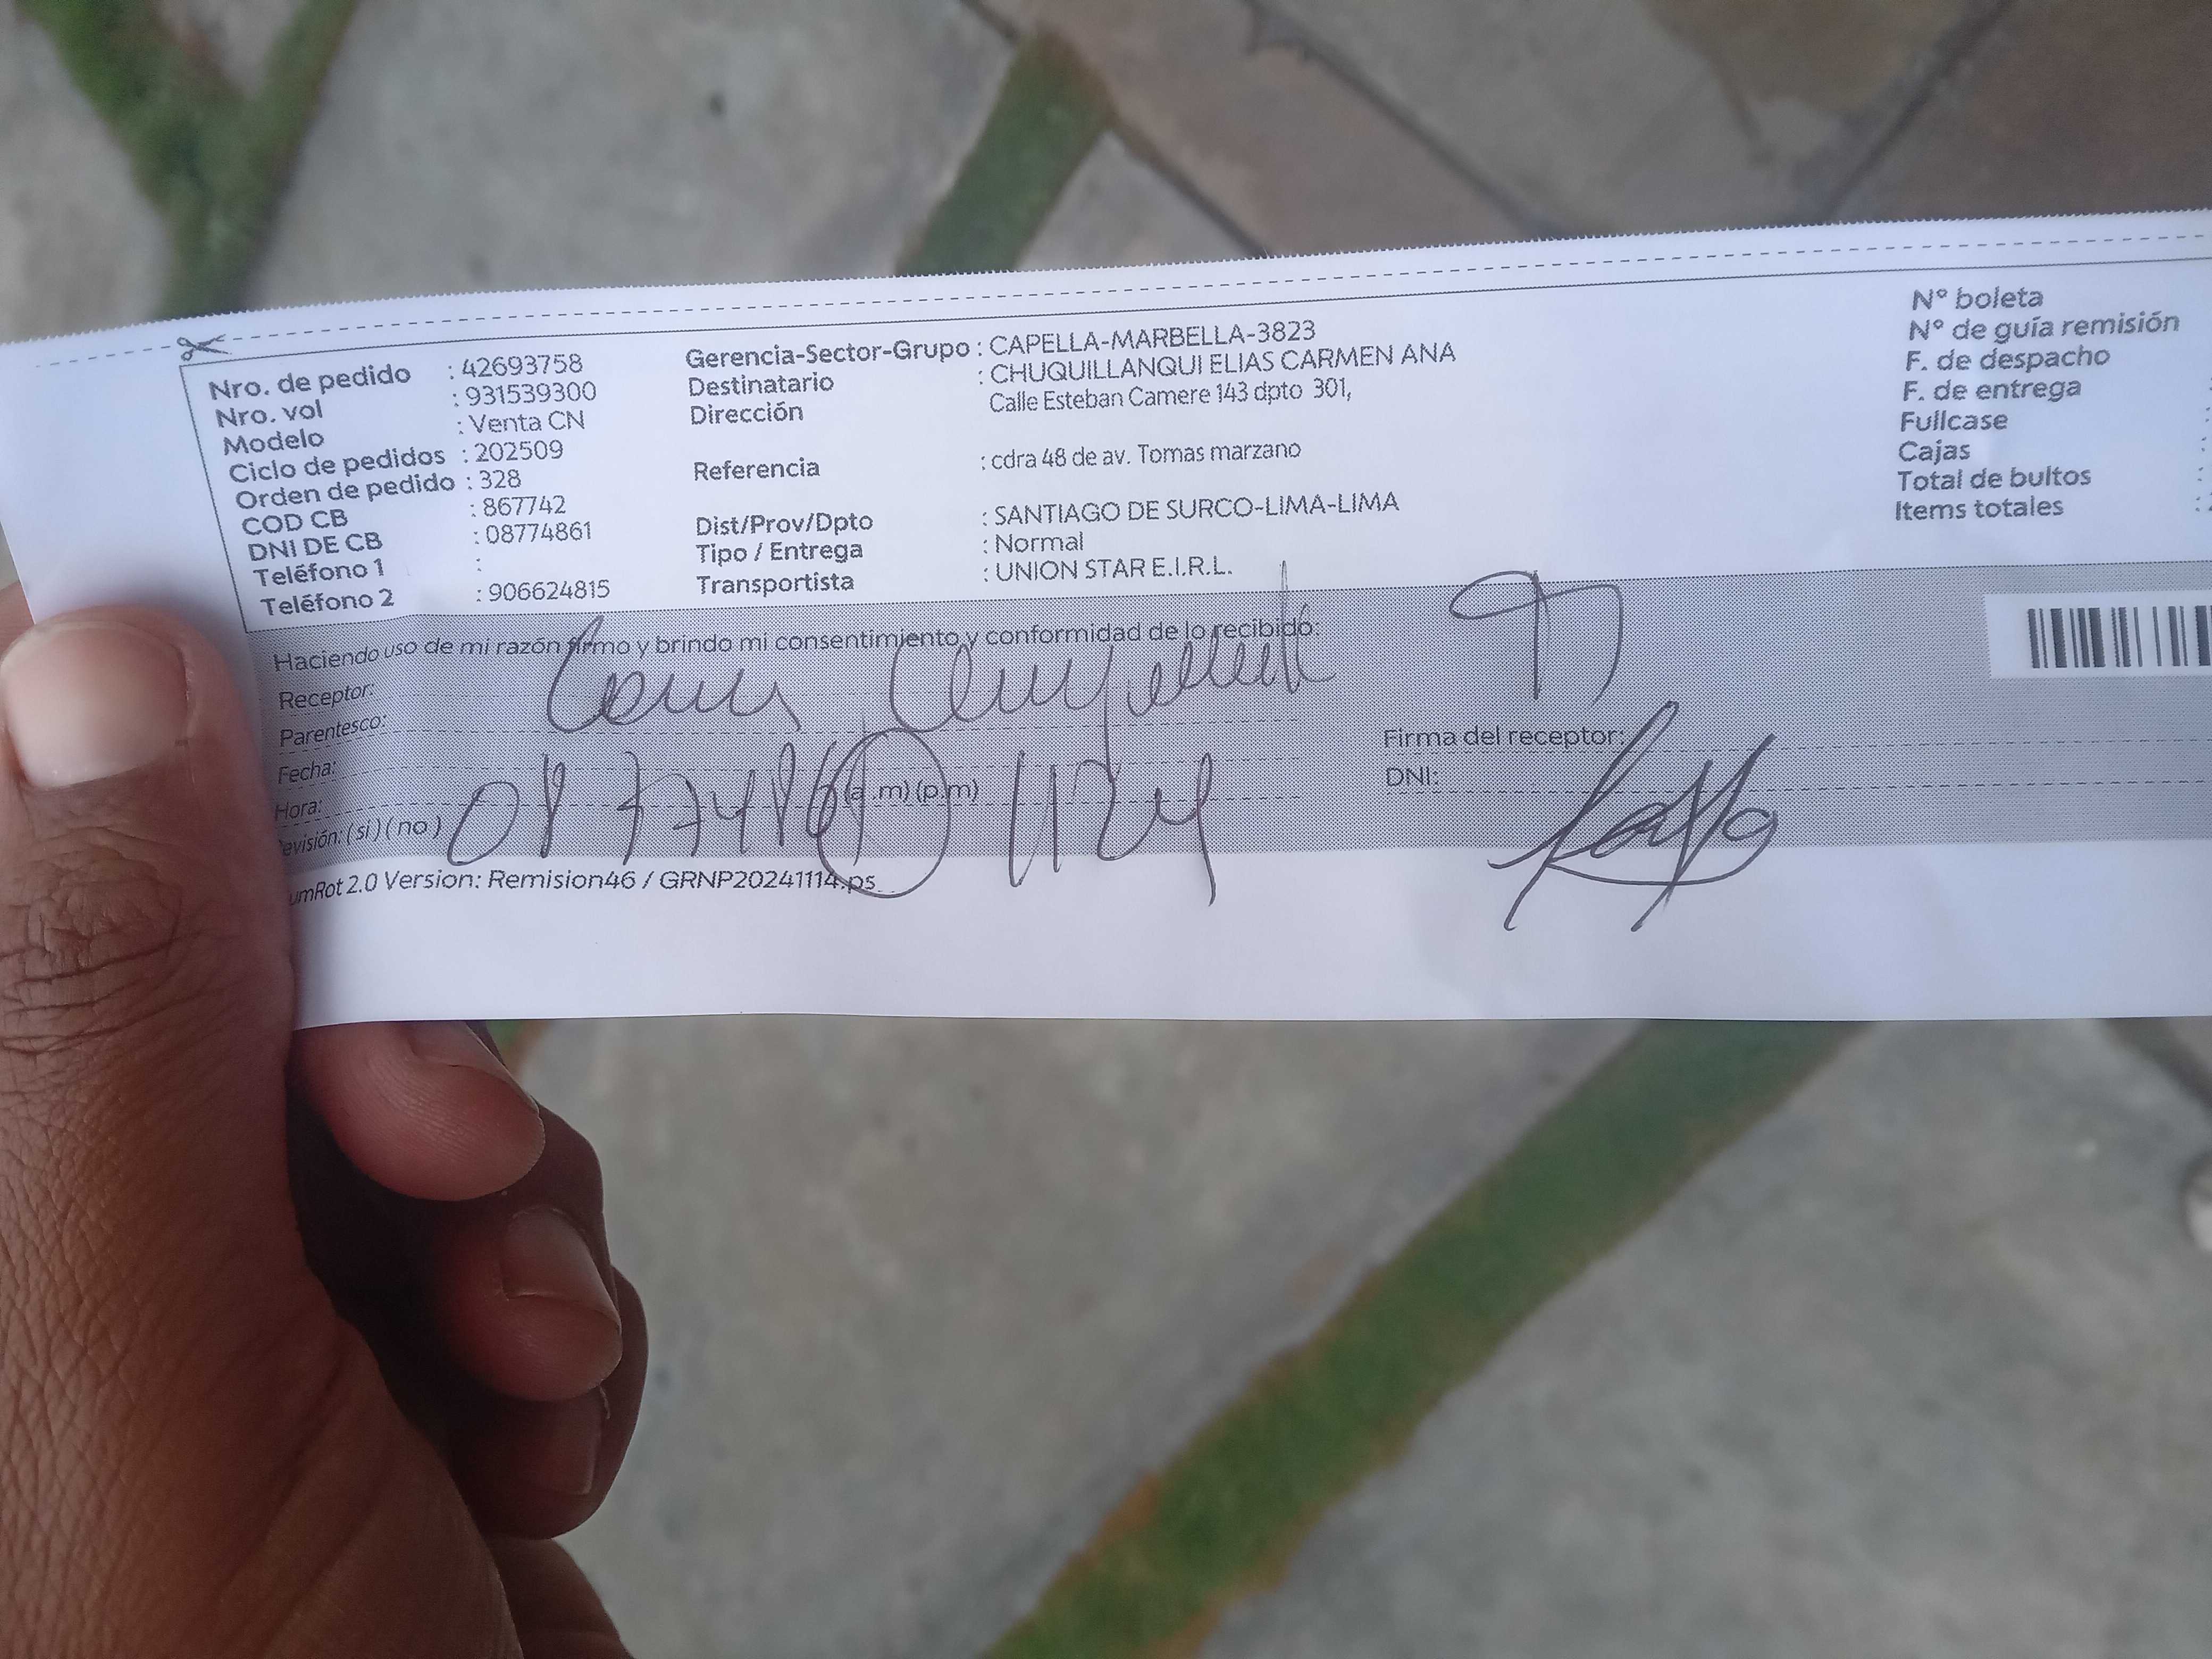 Nro. de pedido : 42693758
Nro. vol : 931539300
Modelo : Venta CN
Ciclo de pedidos : 202509
Orden de pedido : 328
COD CB : 867742
DNI DE CB : 08774861
Teléfono 1 :
Teléfono 2 : 906624815
Gerencia-Sector-Grupo : CAPELLA-MARBELLA-3823
Destinatario : CHUQUILLANQUI ELIAS CARMEN ANA
Dirección Calle Esteban Camere 143 dpto 301,
Referencia : cdra 48 de av. Tomas marzano
Dist/Prov/Dpto : SANTIAGO DE SURCO-LIMA-LIMA
Tipo / Entrega : Normal
Transportista : UNION STAR E.I.R.L.
N° boleta
N° de guía remisión
F. de despacho
F. de entrega
Fullcase
Cajas
Total de bultos
Items totales
Haciendo uso de mi razón firmo y brindo mi consentimiento y conformidad de lo recibido:
Receptor:
Parentesco:
Fecha:
Hora: (a .m) (p.m)
evisión: (si) (no)
Firma del receptor:
DNI:
umRot 2.0 Version: Remision46 / GRNP20241114.ps